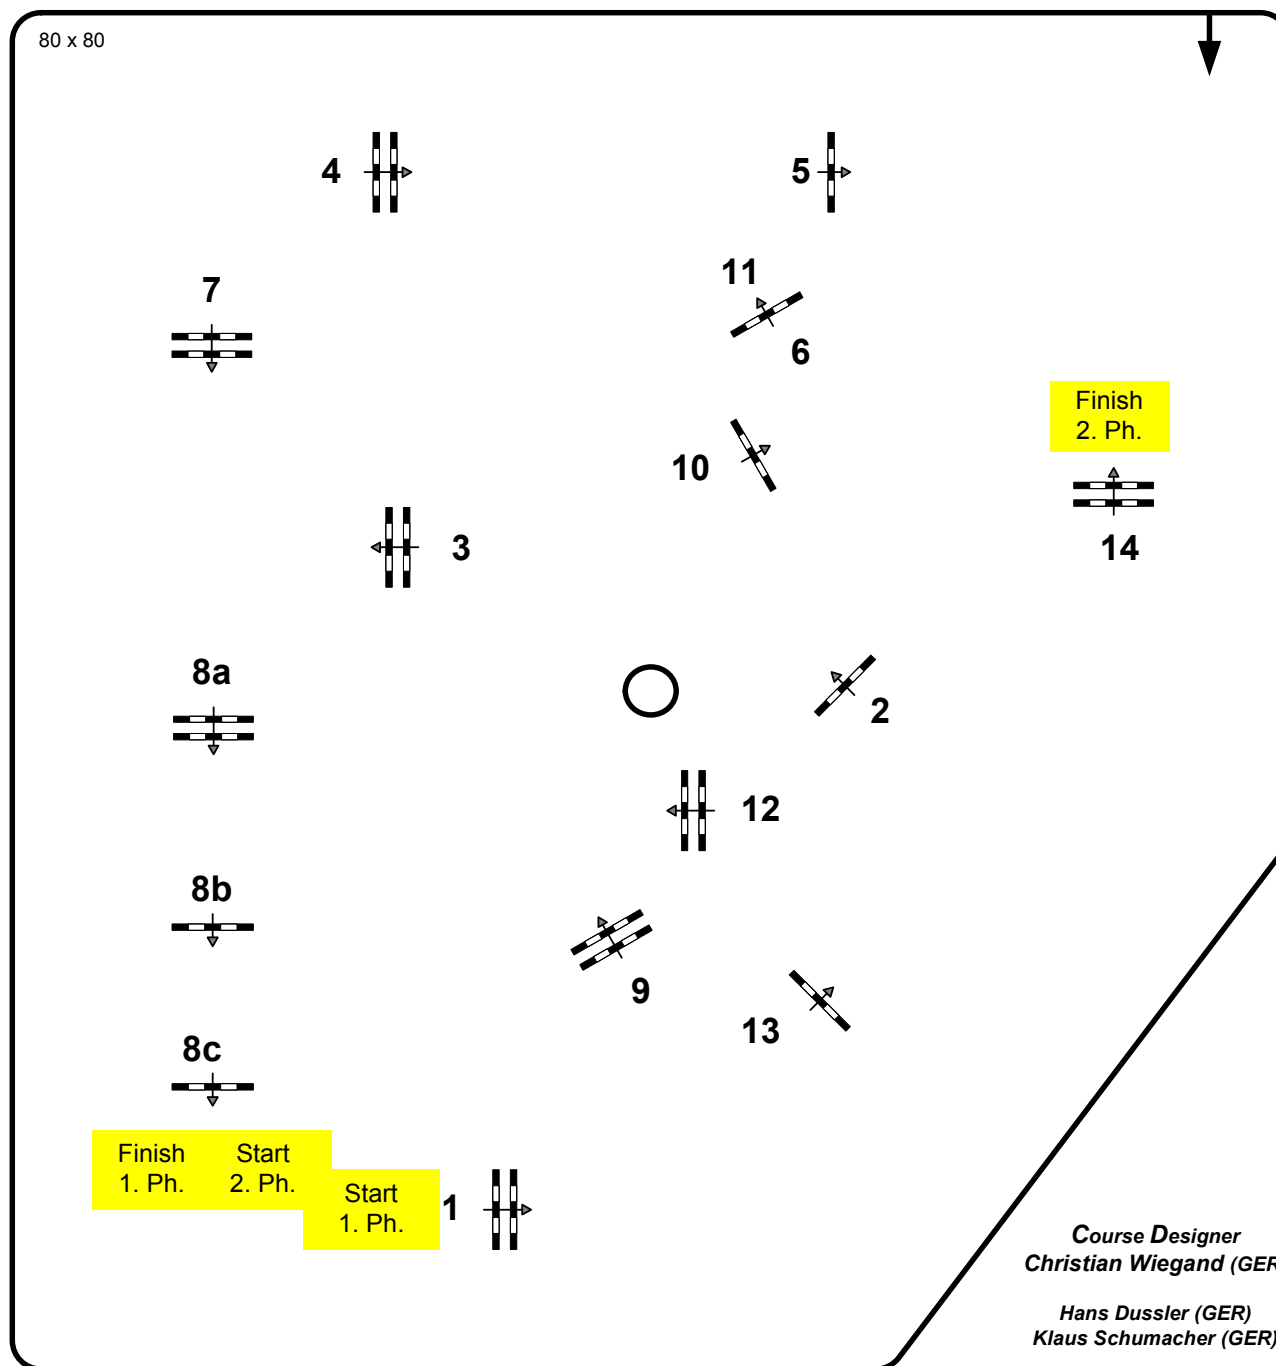 80 x 80
4
5
11
7
6
Finish
2. Ph.
10
3
14
8a
2
12
8b
9
13
8c
Finish
1. Ph.
Start
2. Ph.
Start
1. Ph.
1
Course Designer
Christian Wiegand (GER
Hans Dussler (GER)
Klaus Schumacher (GER)